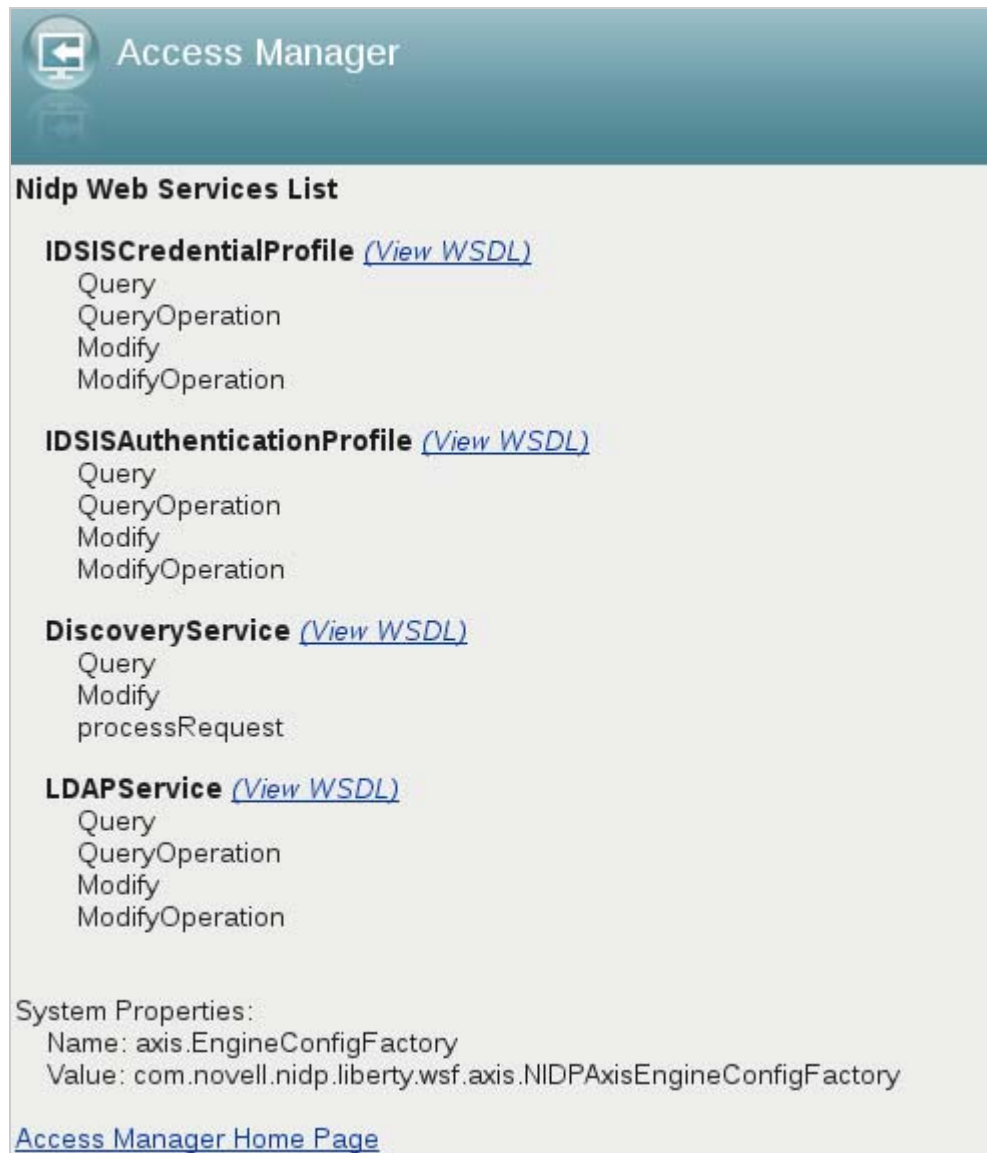 Access Manager
Nidp Web Services List
IDSISCredentialProfile (View WSDL)
Query
QueryOperation
Modify
ModifyOperation
IDSISAuthenticationProfile (View WSDL)
Query
QueryOperation
Modify
ModifyOperation
DiscoveryService (View WSDL)
Query
Modify
processRequest
LDAPService (View WSDL)
Query
QueryOperation
Modify
ModifyOperation
System Properties:
Name: axis.EngineConfigFactory
Value: com.novell.nidp.liberty.wsf.axis.NIDPAxisEngineConfigFactory
Access Manager Home Page